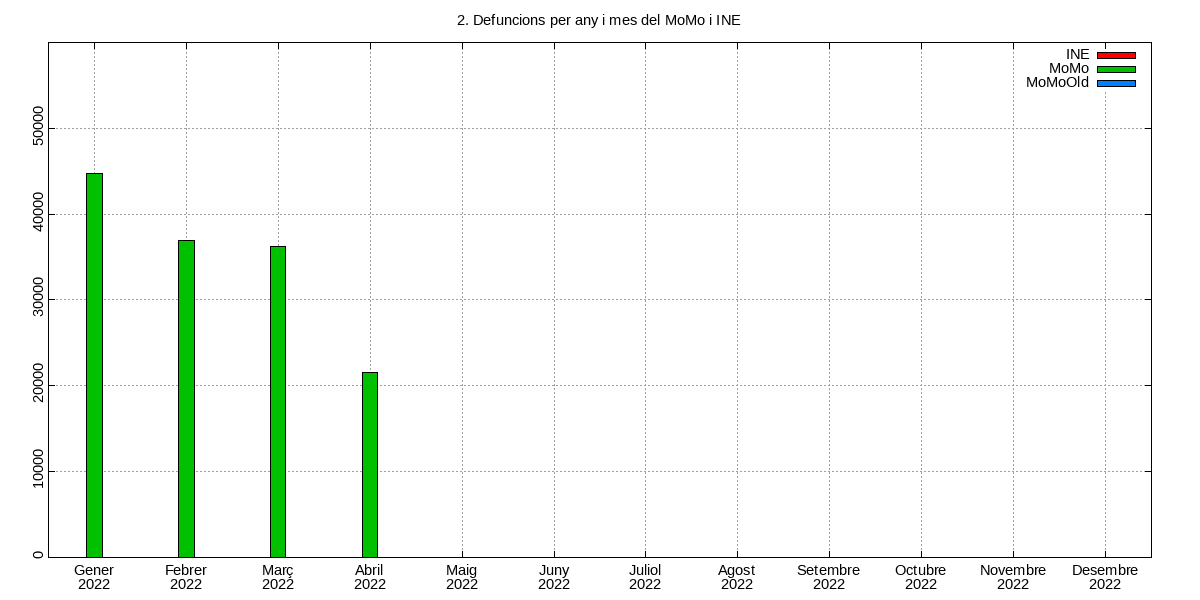 2. Defuncions per any i mes del MoMo i INE
INE
MoMo
MoMoOld
50000
40000
30000
20000
10000
0
Gener Febrer Març Abril Maig Juny Juliol Agost Setembre Octubre Novembre Desembre
2022 2022 2022 2022 2022 2022 2022 2022 2022 2022 2022 2022